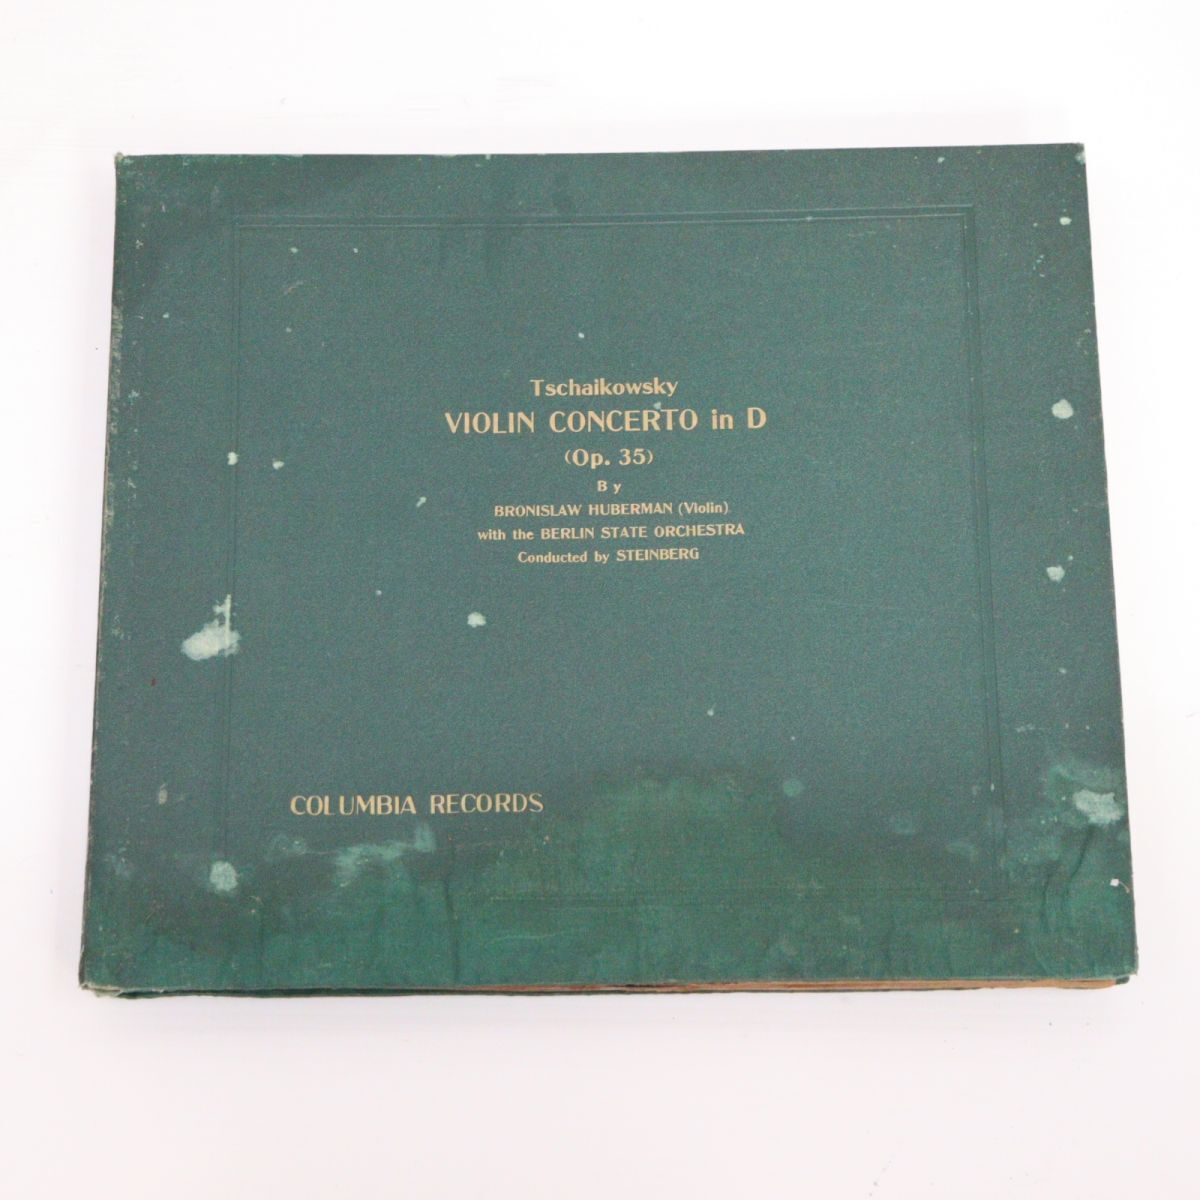 Tschaikowsky
VIOLIN CONCERTO in D
(Op. 35)
By
BRONISLAW HUBERMAN (Violin)
with the BERLIN STATE ORCHESTRA
Conducted by STEINBERG
COLUMBIA RECORDS